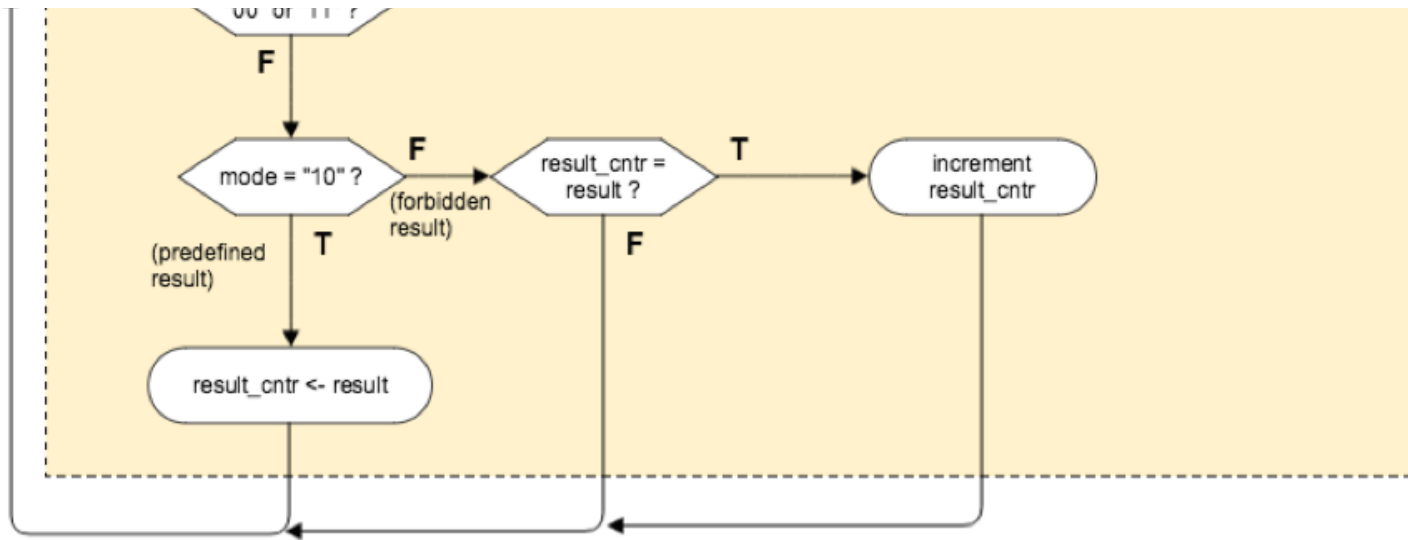 00 or 11 ?
F
mode = "10" ?
F
(forbidden
result)
result_cntr =
result ?
T
increment
result_cntr
(predefined
result)
T
F
result_cntr <- result